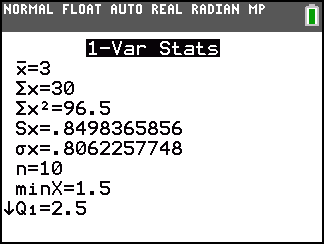 NORMAL FLOAT AUTO REAL RADIAN MP
1-Var Stats
x̄=3
Σx=30
Σx²=96.5
Sx=.8498365856
σx=.8062257748
n=10
minX=1.5
↓Q₁=2.5